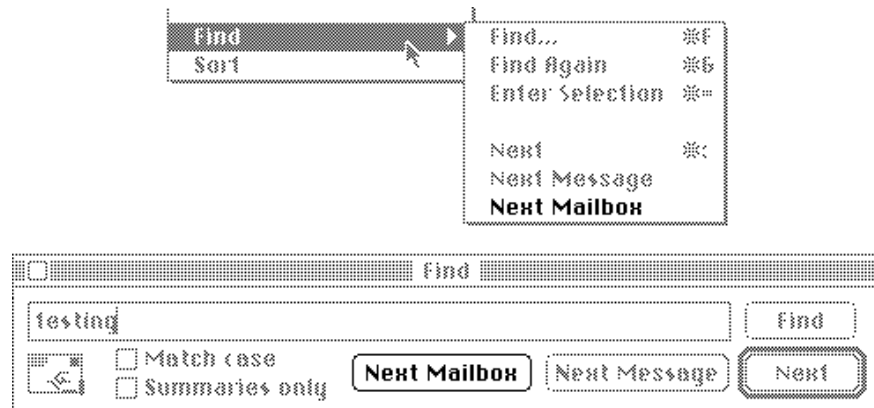 Find
Sort
Find... ⌘F
Find Again ⌘G
Enter Selection ⌘=
Next ⌘;
Next Message
Next Mailbox
Find
testing Find
Match case
Summaries only
Next Mailbox Next Message Next